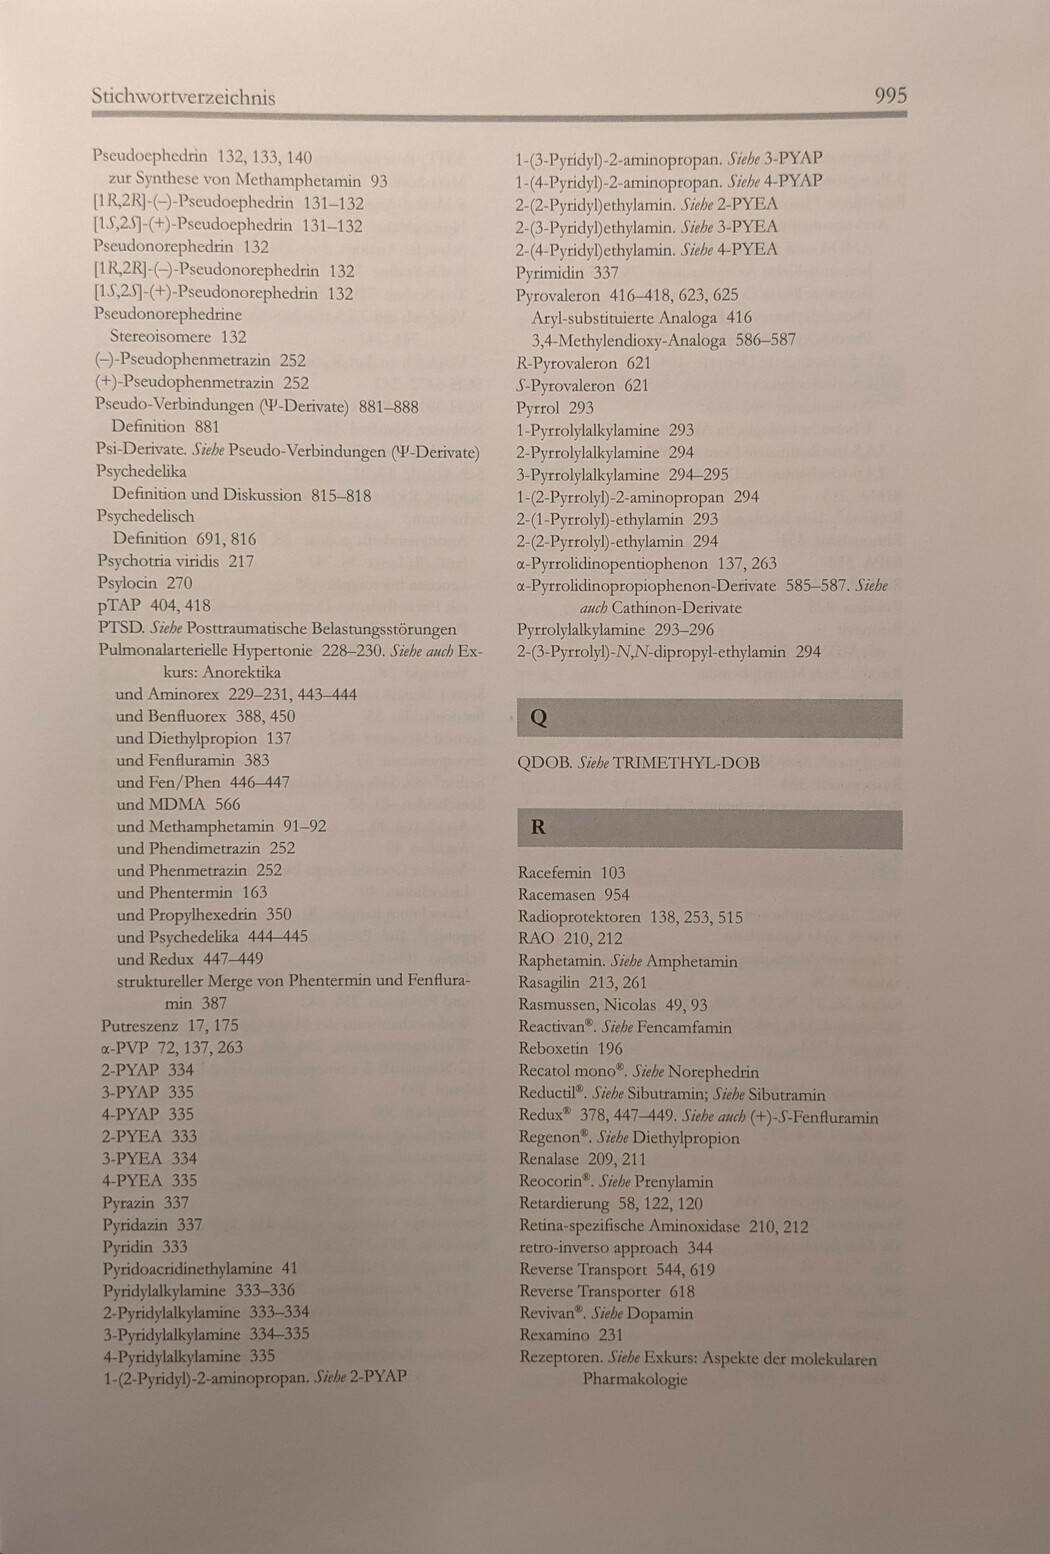 Stichwortverzeichnis 995
Pseudoephedrin 132, 133, 140
zur Synthese von Methamphetamin 93
[1R,2R]-(–)-Pseudoephedrin 131–132
[1S,2S]-(+)-Pseudoephedrin 131–132
Pseudonorephedrin 132
[1R,2R]-(–)-Pseudonorephedrin 132
[1S,2S]-(+)-Pseudonorephedrin 132
Pseudonorephedrine
Stereoisomere 132
(–)-Pseudophenmetrazin 252
(+)-Pseudophenmetrazin 252
Pseudo-Verbindungen (Ψ-Derivate) 881–888
Definition 881
Psi-Derivate. Siehe Pseudo-Verbindungen (Ψ-Derivate)
Psychedelika
Definition und Diskussion 815–818
Psychedelisch
Definition 691, 816
Psychotria viridis 217
Psylocin 270
pTAP 404, 418
PTSD. Siehe Posttraumatische Belastungsstörungen
Pulmonalarterielle Hypertonie 228–230. Siehe auch Ex-
kurs: Anorektika
und Aminorex 229–231, 443–444
und Benfluorex 388, 450
und Diethylpropion 137
und Fenfluramin 383
und Fen/Phen 446–447
und MDMA 566
und Methamphetamin 91–92
und Phendimetrazin 252
und Phenmetrazin 252
und Phentermin 163
und Propylhexedrin 350
und Psychedelika 444–445
und Redux 447–449
struktureller Merge von Phentermin und Fenflura-
min 387
Putreszenz 17, 175
α-PVP 72, 137, 263
2-PYAP 334
3-PYAP 335
4-PYAP 335
2-PYEA 333
3-PYEA 334
4-PYEA 335
Pyrazin 337
Pyridazin 337
Pyridin 333
Pyridoacridinethylamine 41
Pyridylalkylamine 333–336
2-Pyridylalkylamine 333–334
3-Pyridylalkylamine 334–335
4-Pyridylalkylamine 335
1-(2-Pyridyl)-2-aminopropan. Siehe 2-PYAP
1-(3-Pyridyl)-2-aminopropan. Siehe 3-PYAP
1-(4-Pyridyl)-2-aminopropan. Siehe 4-PYAP
2-(2-Pyridyl)ethylamin. Siehe 2-PYEA
2-(3-Pyridyl)ethylamin. Siehe 3-PYEA
2-(4-Pyridyl)ethylamin. Siehe 4-PYEA
Pyrimidin 337
Pyrovaleron 416–418, 623, 625
Aryl-substituierte Analoga 416
3,4-Methylendioxy-Analoga 586–587
R-Pyrovaleron 621
S-Pyrovaleron 621
Pyrrol 293
1-Pyrrolylalkylamine 293
2-Pyrrolylalkylamine 294
3-Pyrrolylalkylamine 294–295
1-(2-Pyrrolyl)-2-aminopropan 294
2-(1-Pyrrolyl)-ethylamin 293
2-(2-Pyrrolyl)-ethylamin 294
α-Pyrrolidinopentiophenon 137, 263
α-Pyrrolidinopropiophenon-Derivate 585–587. Siehe
auch Cathinon-Derivate
Pyrrolylalkylamine 293–296
2-(3-Pyrrolyl)-N,N-dipropyl-ethylamin 294
Q
QDOB. Siehe TRIMETHYL-DOB
R
Racefemin 103
Racemasen 954
Radioprotektoren 138, 253, 515
RAO 210, 212
Raphetamin. Siehe Amphetamin
Rasagilin 213, 261
Rasmussen, Nicolas 49, 93
Reactivan®. Siehe Fencamfamin
Reboxetin 196
Recatol mono®. Siehe Norephedrin
Reductil®. Siehe Sibutramin; Siehe Sibutramin
Redux® 378, 447–449. Siehe auch (+)-S-Fenfluramin
Regenon®. Siehe Diethylpropion
Renalase 209, 211
Reocorin®. Siehe Prenylamin
Retardierung 58, 122, 120
Retina-spezifische Aminoxidase 210, 212
retro-inverso approach 344
Reverse Transport 544, 619
Reverse Transporter 618
Revivan®. Siehe Dopamin
Rexamino 231
Rezeptoren. Siehe Exkurs: Aspekte der molekularen
Pharmakologie